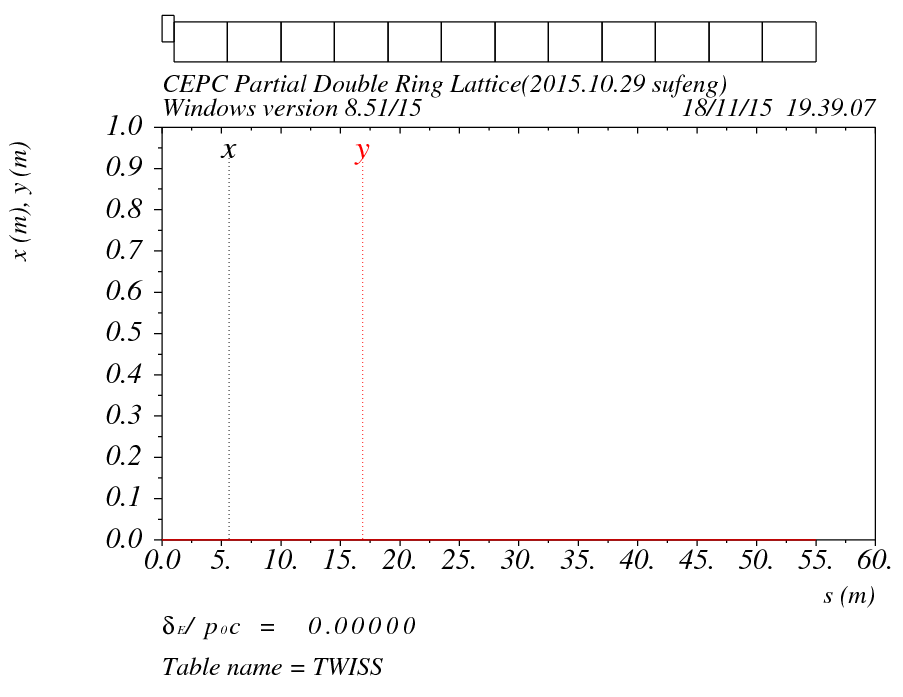 CEPC Partial Double Ring Lattice(2015.10.29 sufeng)
Windows version 8.51/15 18/11/15 19.39.07
x (m), y (m)
1.0
0.9
0.8
0.7
0.6
0.5
0.4
0.3
0.2
0.1
0.0
x y
0.0 5. 10. 15. 20. 25. 30. 35. 40. 45. 50. 55. 60.
s (m)
δE/ p0c = 0.00000
Table name = TWISS